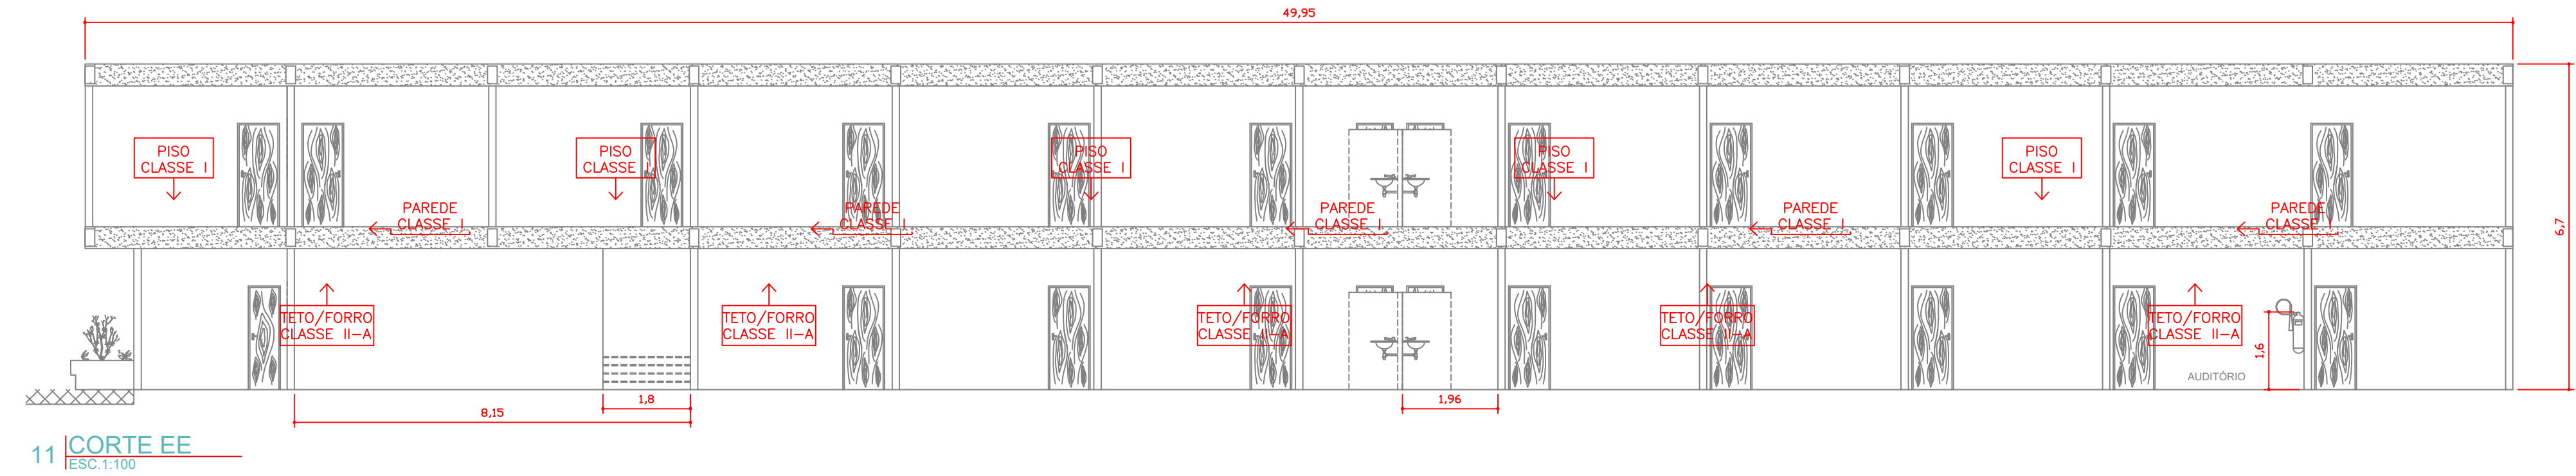 49,95
PISO
CLASSE I
PISO
CLASSE I
PISO
CLASSE I
PISO
CLASSE I
PISO
CLASSE I
PAREDE
CLASSE I
PAREDE
CLASSE I
PAREDE
CLASSE I
PAREDE
CLASSE I
PAREDE
CLASSE I
6,7
TETO/FORRO
CLASSE II-A
TETO/FORRO
CLASSE II-A
TETO/FORRO
CLASSE II-A
TETO/FORRO
CLASSE II-A
TETO/FORRO
CLASSE II-A
1,6
AUDITÓRIO
1,8
1,96
8,15
11 CORTE EE
ESC.1:100